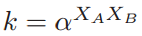 k = α^{X_A X_B}